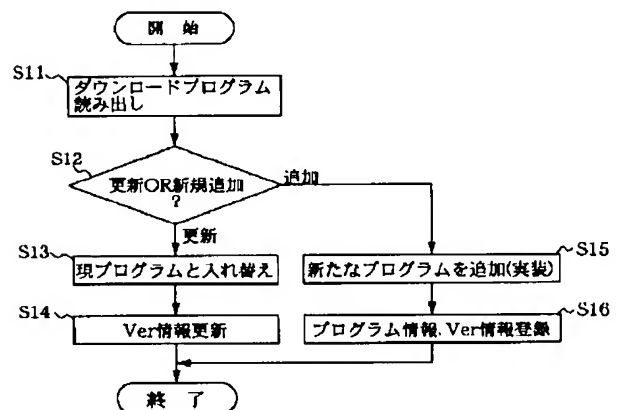 開 始
S11
ダウンロードプログラム
読み出し
S12
更新OR新規追加
?
追加
更新
S13
現プログラムと入れ替え
S14
Ver情報更新
S15
新たなプログラムを追加(実装)
S16
プログラム情報、Ver情報登録
終 了